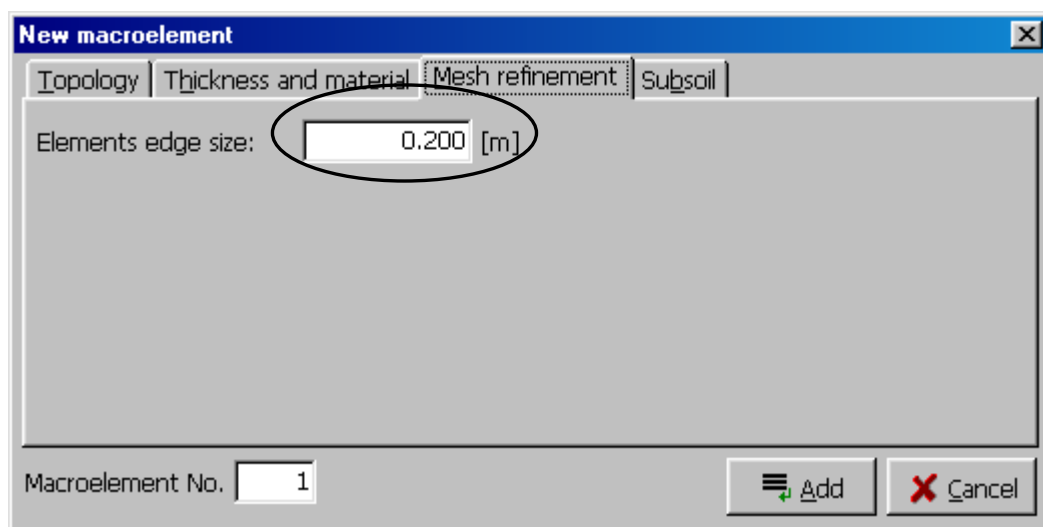 New macroelement
Topology Thickness and material Mesh refinement Subsoil
Elements edge size: 0.200 [m]
Macroelement No. 1 Add Cancel